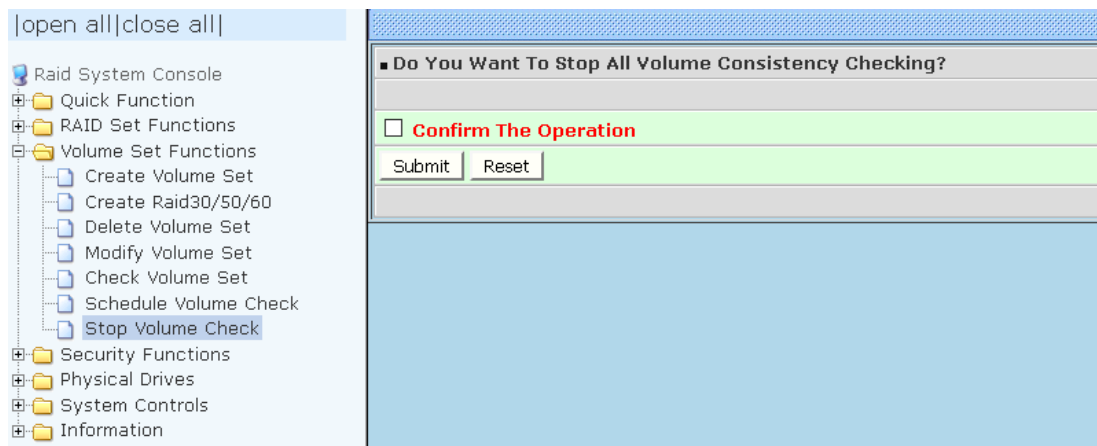 |open all|close all|
Raid System Console
Quick Function
RAID Set Functions
Volume Set Functions
Create Volume Set
Create Raid30/50/60
Delete Volume Set
Modify Volume Set
Check Volume Set
Schedule Volume Check
Stop Volume Check
Security Functions
Physical Drives
System Controls
Information
Do You Want To Stop All Volume Consistency Checking?
Confirm The Operation
Submit Reset